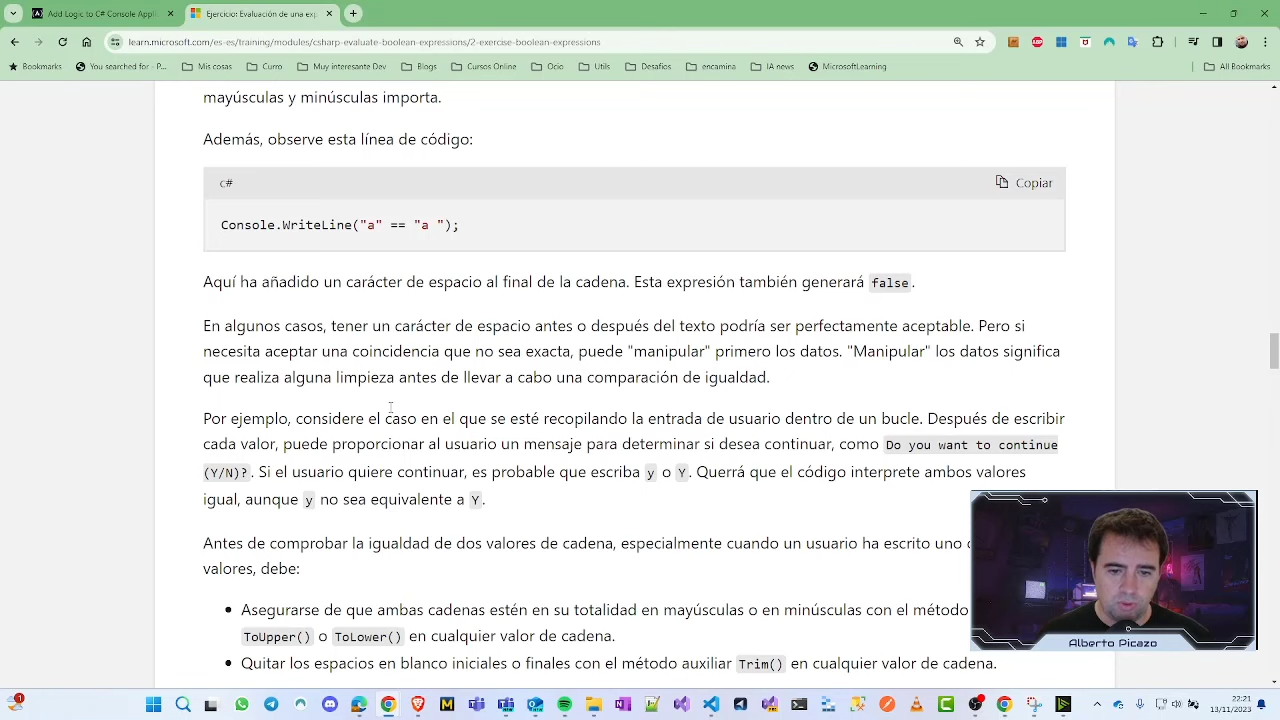 Add Logic to C# Console Appli
Ejercicio: Evaluación de una exp
learn.microsoft.com/es-es/training/modules/csharp-evaluate-boolean-expressions/2-exercise-boolean-expressions
Bookmarks
You searched for - P...
Mis cosas
Curro
Muy interesante Dev
Blogs
Cursos Online
Ocio
Utils
Desafios
encamina
IA news
MicrosoftLearning
All Bookmarks
mayúsculas y minúsculas importa.
Además, observe esta línea de código:
C#
Copiar
Console.WriteLine("a" == "a ");
Aquí ha añadido un carácter de espacio al final de la cadena. Esta expresión también generará false.
En algunos casos, tener un carácter de espacio antes o después del texto podría ser perfectamente aceptable. Pero si
necesita aceptar una coincidencia que no sea exacta, puede "manipular" primero los datos. "Manipular" los datos significa
que realiza alguna limpieza antes de llevar a cabo una comparación de igualdad.
Por ejemplo, considere el caso en el que se esté recopilando la entrada de usuario dentro de un bucle. Después de escribir
cada valor, puede proporcionar al usuario un mensaje para determinar si desea continuar, como Do you want to continue
(Y/N)?. Si el usuario quiere continuar, es probable que escriba y o Y. Querrá que el código interprete ambos valores
igual, aunque y no sea equivalente a Y.
Antes de comprobar la igualdad de dos valores de cadena, especialmente cuando un usuario ha escrito uno
valores, debe:
Asegurarse de que ambas cadenas estén en su totalidad en mayúsculas o en minúsculas con el método
ToUpper() o ToLower() en cualquier valor de cadena.
Quitar los espacios en blanco iniciales o finales con el método auxiliar Trim() en cualquier valor de cadena.
Alberto Picazo
22:21
13/11/2023